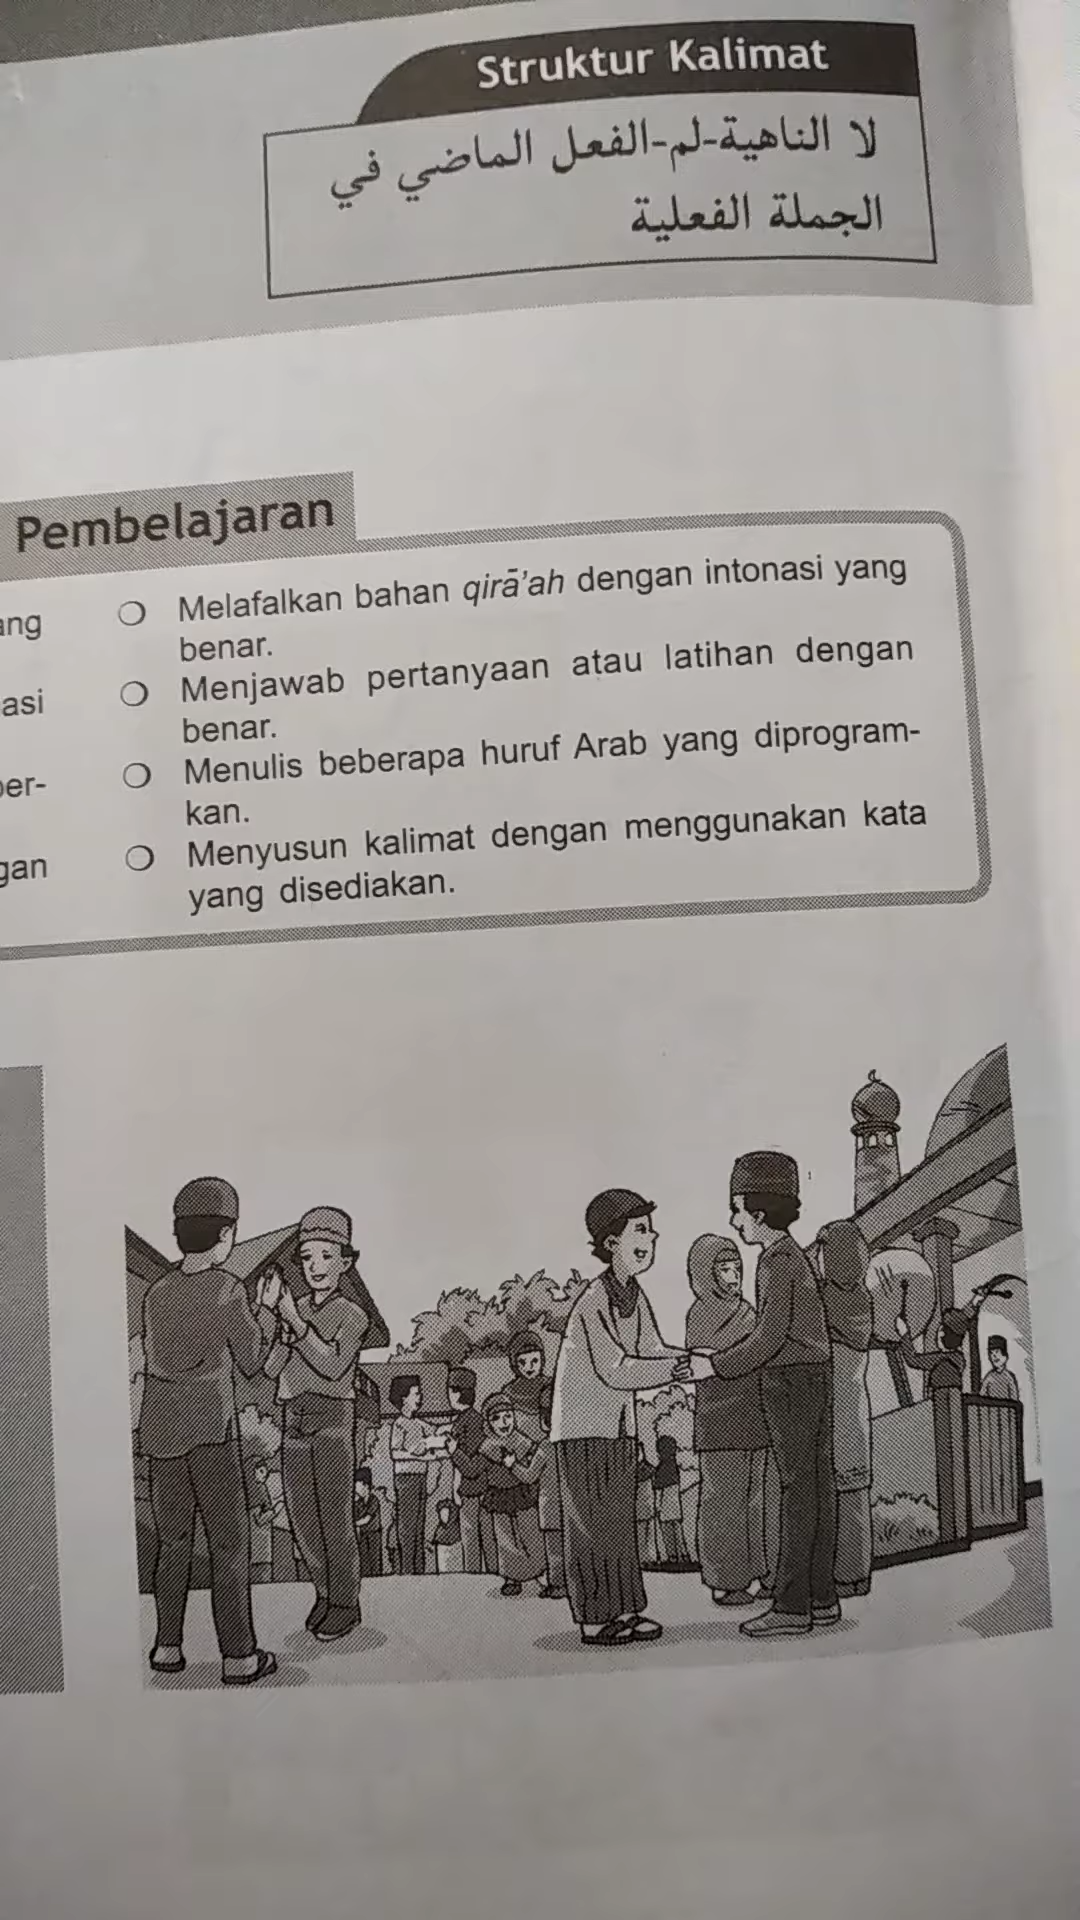 Struktur Kalimat
لا الناهية-لم-الفعل الماضي في
الجملة الفعلية
Pembelajaran
ang
asi
ber-
gan
Melafalkan bahan qirā’ah dengan intonasi yang
benar.
Menjawab pertanyaan atau latihan dengan
benar.
Menulis beberapa huruf Arab yang diprogram-
kan.
Menyusun kalimat dengan menggunakan kata
yang disediakan.